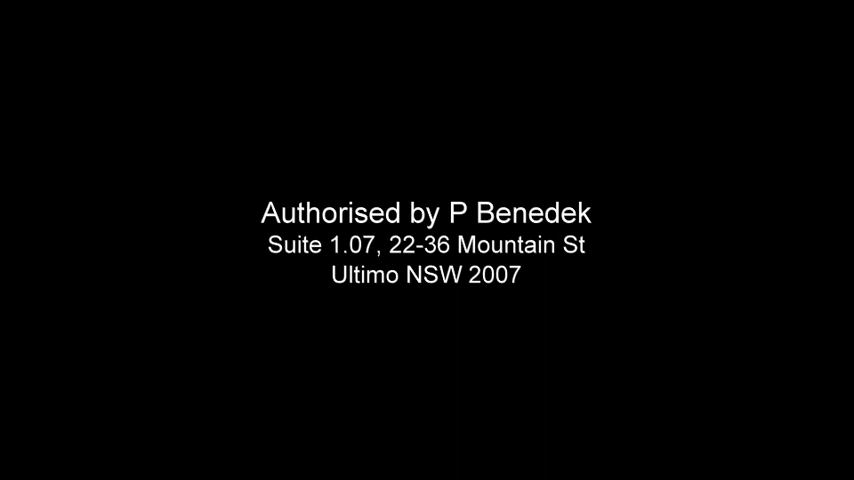 Authorised by P Benedek
Suite 1.07, 22-36 Mountain St
Ultimo NSW 2007